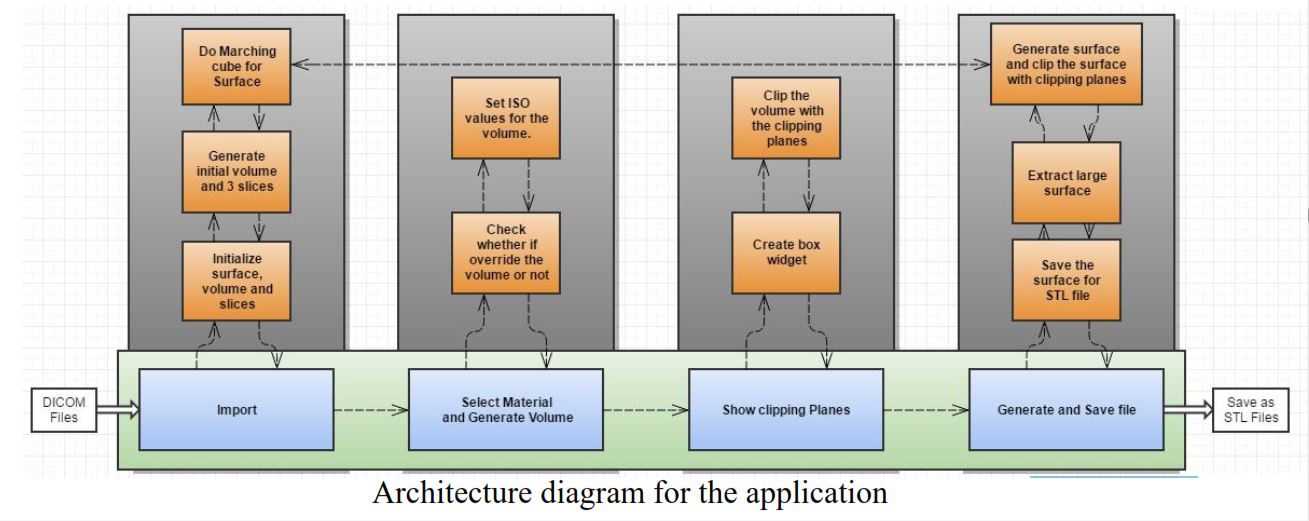 Do Marching
cube for
Surface
Generate
initial volume
and 3 slices
Initialize
surface,
volume and
slices
Set ISO
values for the
volume.
Check
whether if
override the
volume or not
Clip the
volume with
the clipping
planes
Create box
widget
Generate surface
and clip the surface
with clipping planes
Extract large
surface
Save the
surface for
STL file
DICOM
Files
Import
Select Material
and Generate Volume
Show clipping Planes
Generate and Save file
Save as
STL Files
Architecture diagram for the application